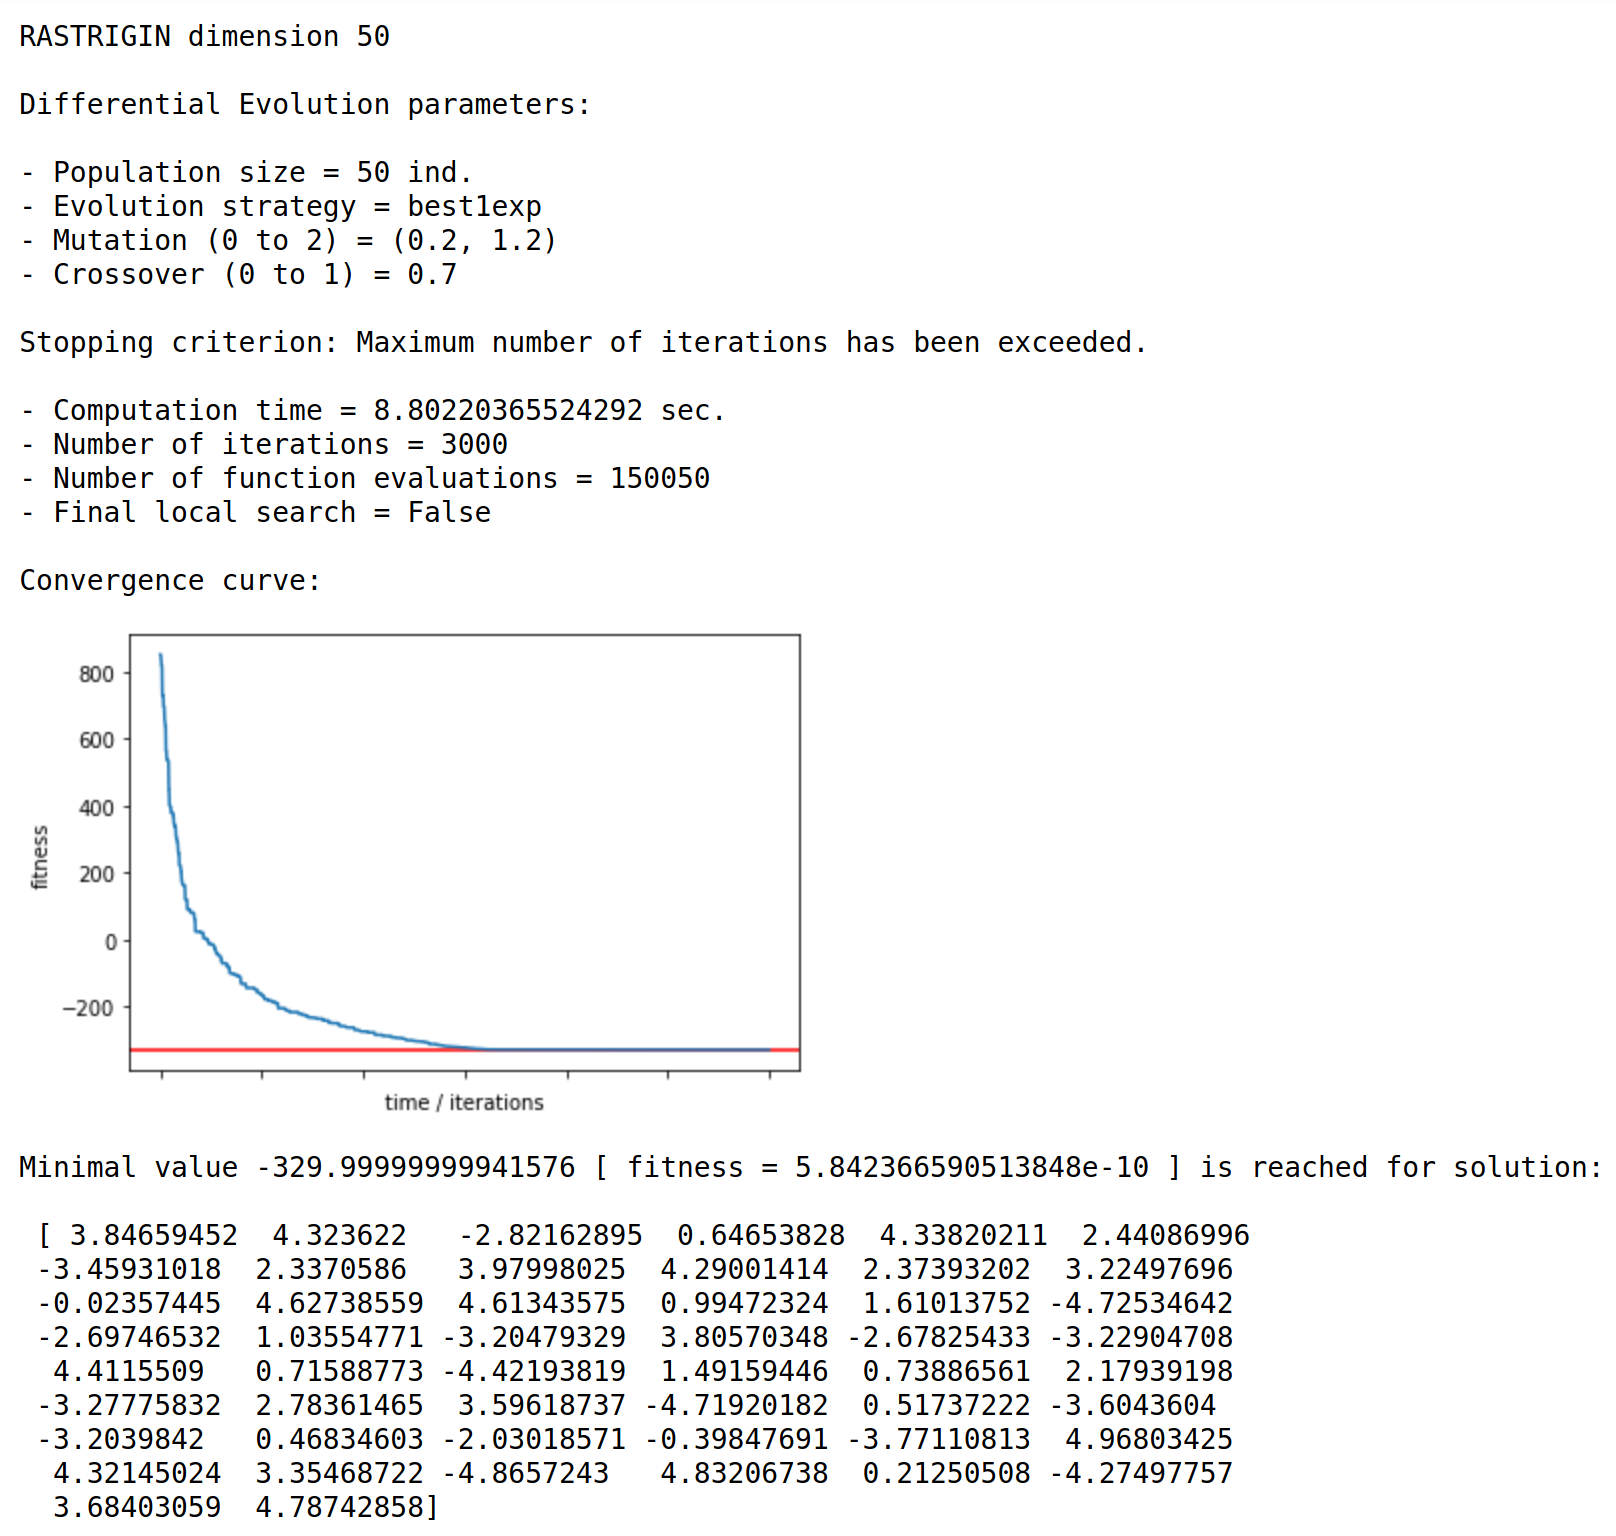 RASTRIGIN dimension 50
Differential Evolution parameters:
- Population size = 50 ind.
- Evolution strategy = best1exp
- Mutation (0 to 2) = (0.2, 1.2)
- Crossover (0 to 1) = 0.7
Stopping criterion: Maximum number of iterations has been exceeded.
- Computation time = 8.80220365524292 sec.
- Number of iterations = 3000
- Number of function evaluations = 150050
- Final local search = False
Convergence curve:
800
600
400
200
0
−200
fitness
time / iterations
Minimal value -329.99999999941576 [ fitness = 5.842366590513848e-10 ] is reached for solution:
[ 3.84659452  4.323622   -2.82162895  0.64653828  4.33820211  2.44086996
-3.45931018  2.3370586   3.97998025  4.29001414  2.37393202  3.22497696
-0.02357445  4.62738559  4.61343575  0.99472324  1.61013752 -4.72534642
-2.69746532  1.03554771 -3.20479329  3.80570348 -2.67825433 -3.22904708
4.4115509   0.71588773 -4.42193819  1.49159446  0.73886561  2.17939198
-3.27775832  2.78361465  3.59618737 -4.71920182  0.51737222 -3.6043604
-3.2039842   0.46834603 -2.03018571 -0.39847691 -3.77110813  4.96803425
4.32145024  3.35468722 -4.8657243   4.83206738  0.21250508 -4.27497757
3.68403059  4.78742858]